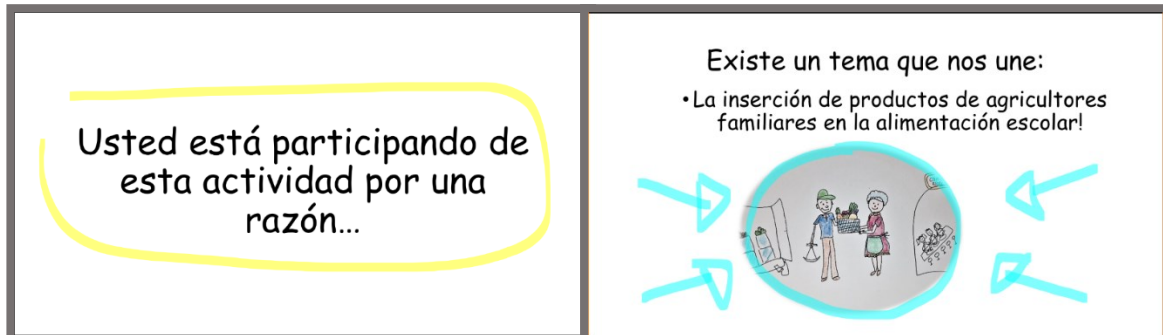 Usted está participando de
esta actividad por una
razón...
Existe un tema que nos une:
•La inserción de productos de agricultores
familiares en la alimentación escolar!